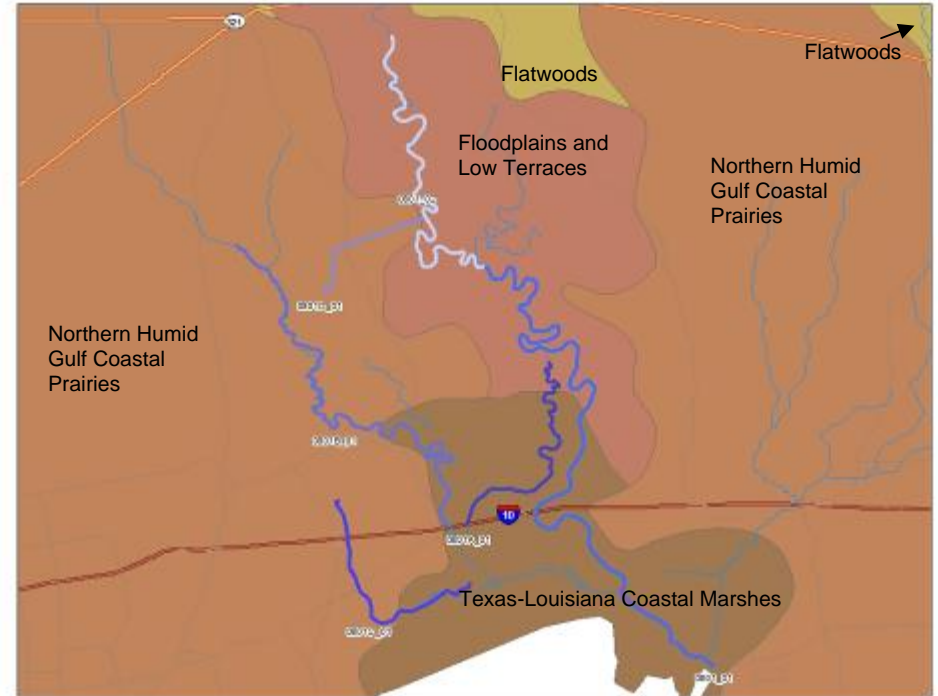 Flatwoods
Flatwoods
Floodplains and
Low Terraces
Northern Humid
Gulf Coastal
Prairies
Northern Humid
Gulf Coastal
Prairies
10
Texas-Louisiana Coastal Marshes